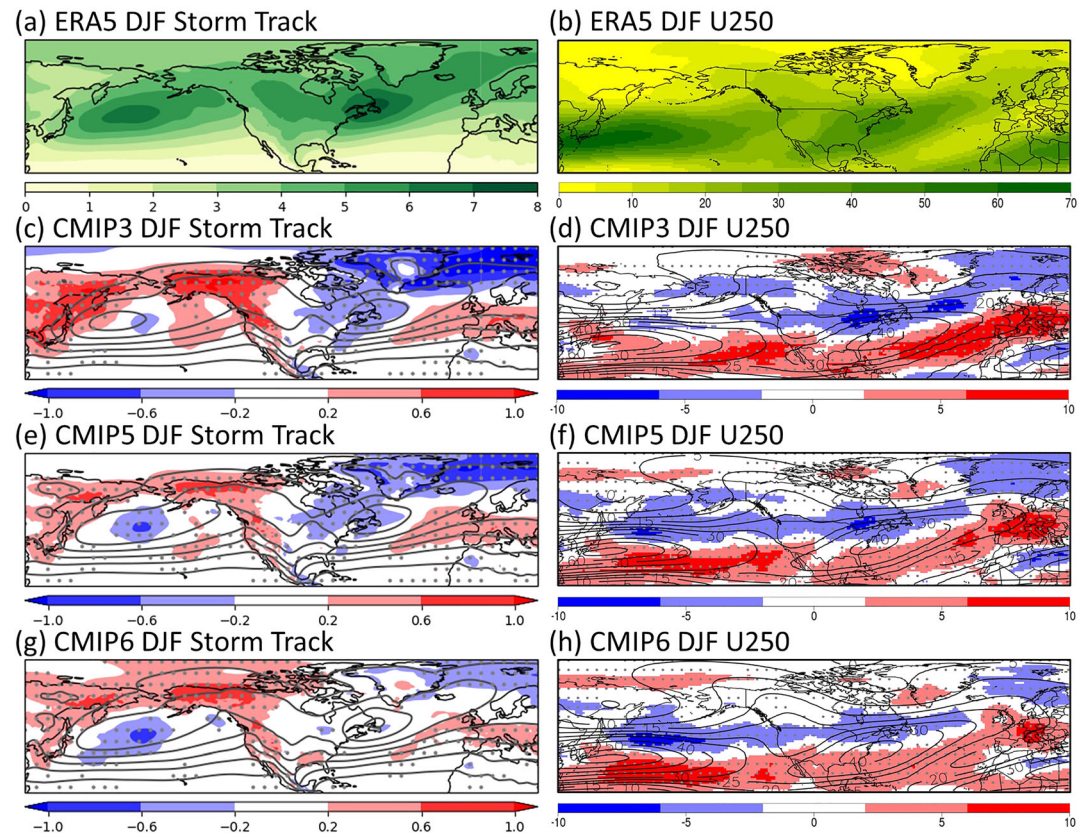 (a) ERA5 DJF Storm Track
(b) ERA5 DJF U250
0 1 2 3 4 5 6 7 8
0 10 20 30 40 50 60 70
(c) CMIP3 DJF Storm Track
(d) CMIP3 DJF U250
−1.0 −0.6 −0.2 0.2 0.6 1.0
-10 -5 0 5 10
(e) CMIP5 DJF Storm Track
(f) CMIP5 DJF U250
−1.0 −0.6 −0.2 0.2 0.6 1.0
-10 -5 0 5 10
(g) CMIP6 DJF Storm Track
(h) CMIP6 DJF U250
−1.0 −0.6 −0.2 0.2 0.6 1.0
-10 -5 0 5 10